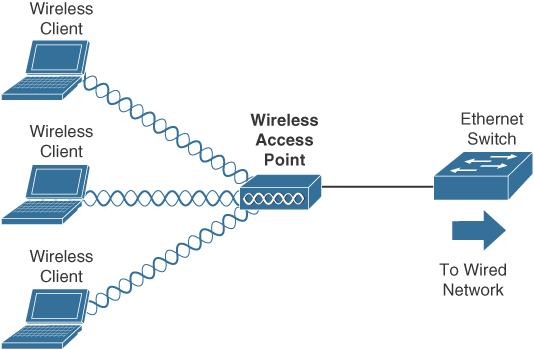 Wireless
Client
Wireless
Client
Wireless
Client
Wireless
Access
Point
Ethernet
Switch
To Wired
Network